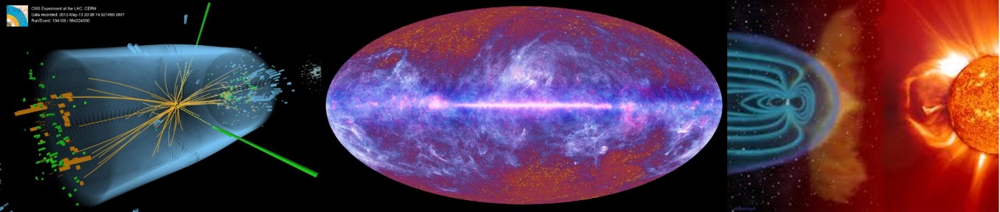 CMS Experiment at the LHC, CERN
Data recorded: 2012-May-13 20:08:14.621490 GMT
Run/Event: 194108 / 564224000